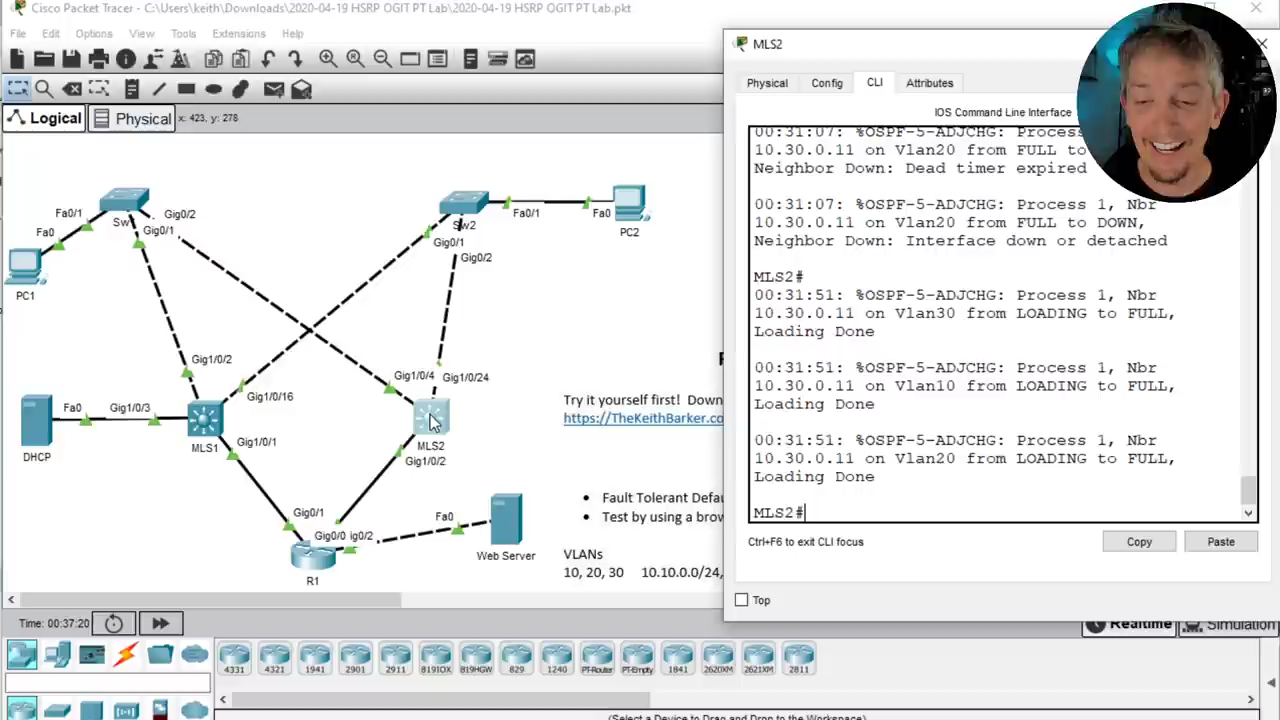 Cisco Packet Tracer - C:\Users\keith\Downloads\2020-04-19 HSRP OGIT PT Lab\2020-04-19 HSRP OGIT PT Lab.pkt
File Edit Options View Tools Extensions Help
Logical Physical x: 423, y: 278
Fa0/1
Gig0/2
Sw
Gig0/1
Fa0
PC1
Fa0/1
Fa0
Sw2
PC2
Gig0/1
Gig0/2
Gig1/0/2
Gig1/0/16
Gig1/0/4
Gig1/0/24
Fa0
Gig1/0/3
DHCP
MLS1
Gig1/0/1
MLS2
Gig1/0/2
Gig0/1
Gig0/0
ig0/2
Fa0
R1
Web Server
Try it yourself first! Down
https://TheKeithBarker.co
• Fault Tolerant Defau
• Test by using a brow
VLANs
10, 20, 30 10.10.0.0/24,
MLS2
Physical Config CLI Attributes
IOS Command Line Interface
00:31:07: %OSPF-5-ADJCHG: Process 1,
10.30.0.11 on Vlan20 from FULL to
Neighbor Down: Dead timer expired
00:31:07: %OSPF-5-ADJCHG: Process 1, Nbr
10.30.0.11 on Vlan20 from FULL to DOWN,
Neighbor Down: Interface down or detached
MLS2#
00:31:51: %OSPF-5-ADJCHG: Process 1, Nbr
10.30.0.11 on Vlan30 from LOADING to FULL,
Loading Done
00:31:51: %OSPF-5-ADJCHG: Process 1, Nbr
10.30.0.11 on Vlan10 from LOADING to FULL,
Loading Done
00:31:51: %OSPF-5-ADJCHG: Process 1, Nbr
10.30.0.11 on Vlan20 from LOADING to FULL,
Loading Done
MLS2#
Ctrl+F6 to exit CLI focus
Copy Paste
Top
Time: 00:37:20
Realtime Simulation
4331 4321 1941 2901 2911 819IOX 819HGW 829 1240 PT-Router PT-Empty 1841 2620XM 2621XM 2811
(Select a Device to Drag and Drop to the Workspace)